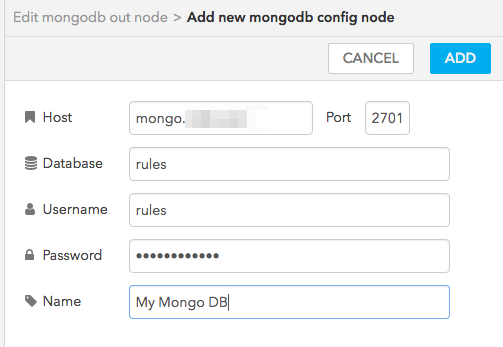 Edit mongodb out node > Add new mongodb config node
CANCEL ADD
Host mongo. Port 2701
Database rules
Username rules
Password ••••••••••••
Name My Mongo DB